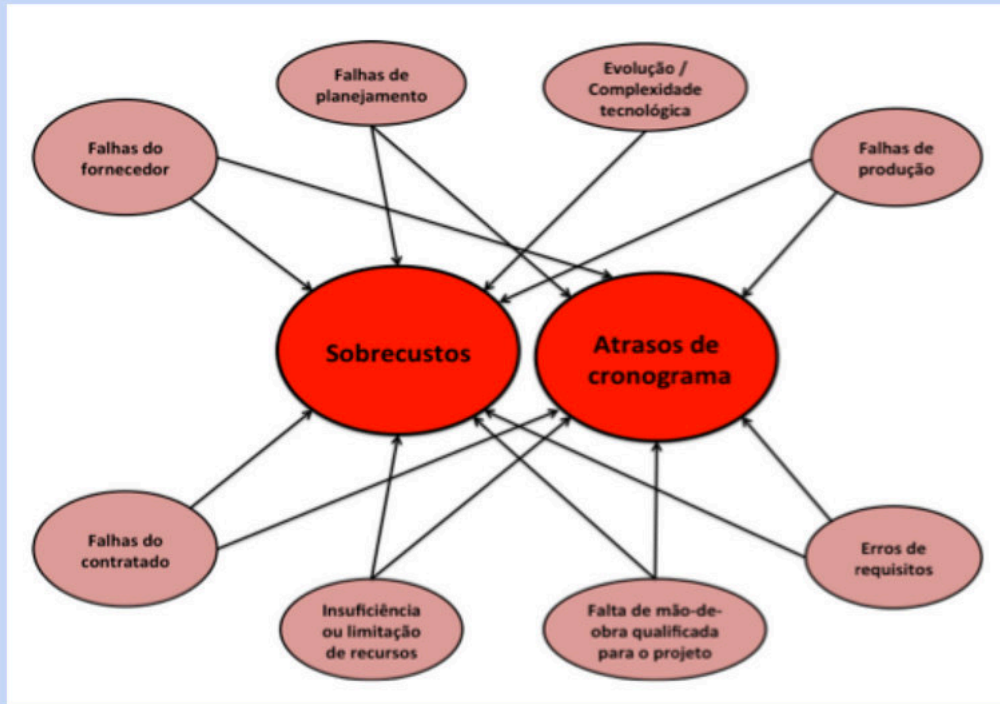 Falhas de
planejamento
Evolução /
Complexidade
tecnológica
Falhas do
fornecedor
Falhas de
produção
Sobrecustos
Atrasos de
cronograma
Falhas do
contratado
Insuficiência
ou limitação
de recursos
Falta de mão-de-
obra qualificada
para o projeto
Erros de
requisitos